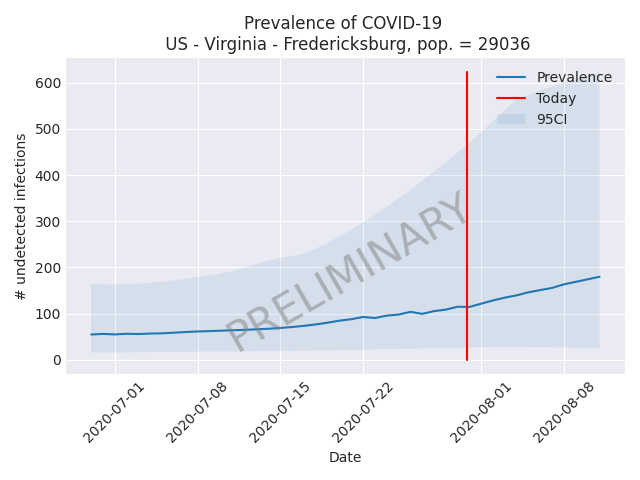 Prevalence of COVID-19
US - Virginia - Fredericksburg, pop. = 29036
Prevalence
Today
95CI
# undetected infections
600
500
400
300
200
100
0
PRELIMINARY
2020-07-01
2020-07-08
2020-07-15
2020-07-22
2020-08-01
2020-08-08
Date